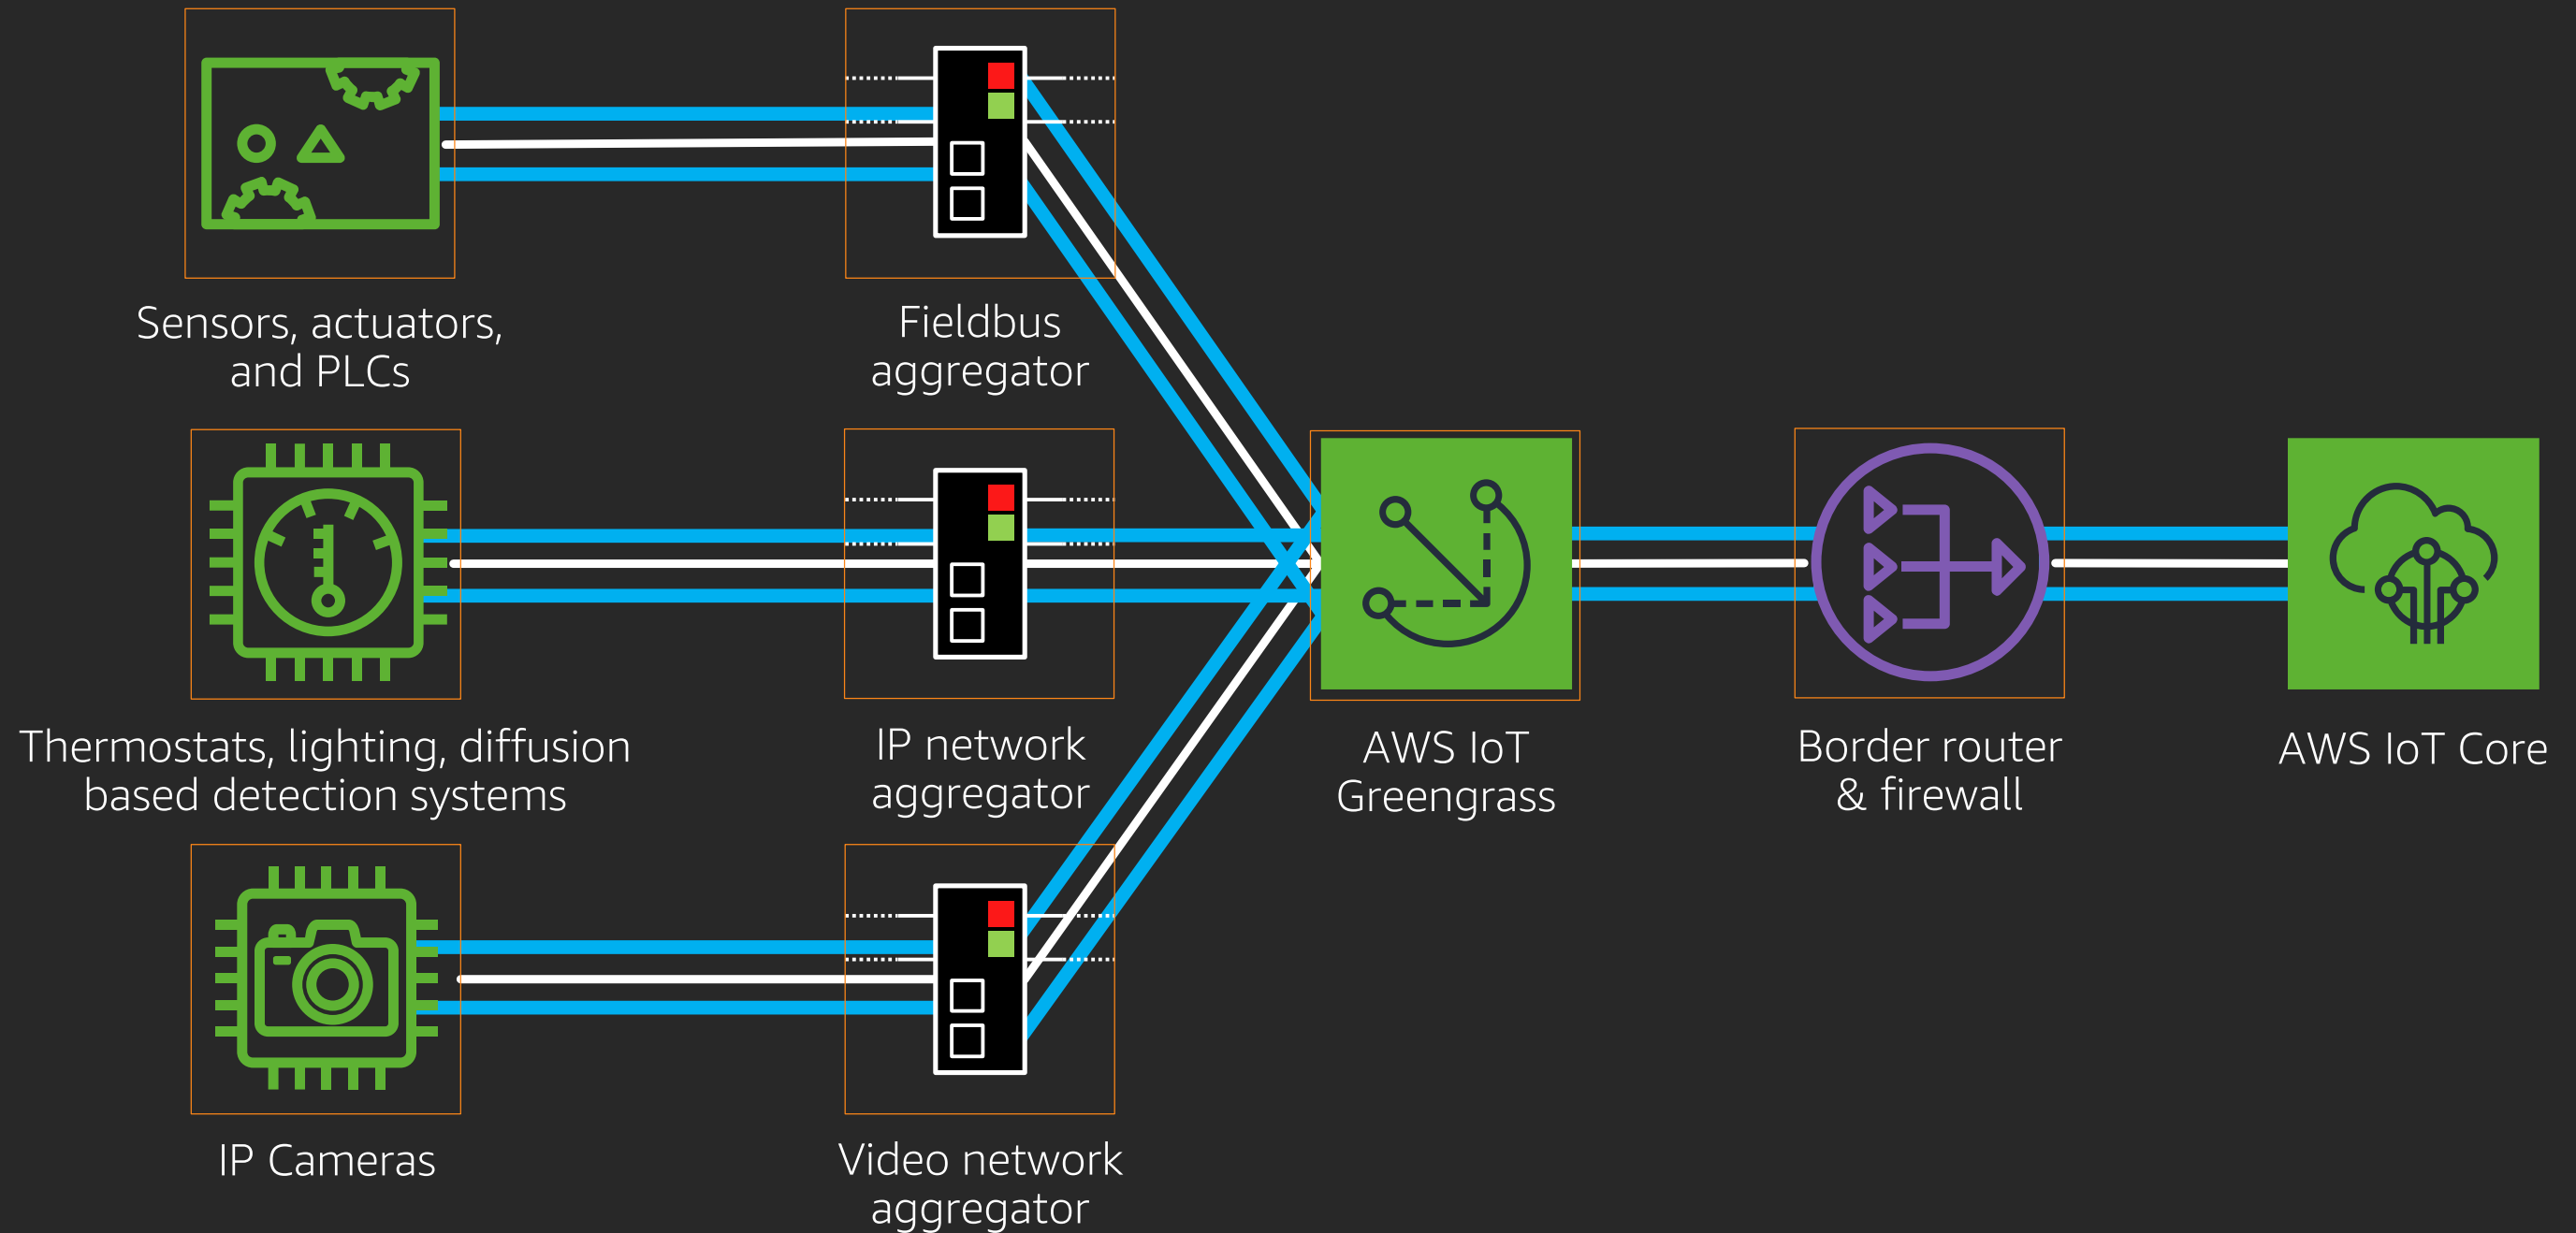 Sensors, actuators,
and PLCs
Fieldbus
aggregator
Thermostats, lighting, diffusion
based detection systems
IP network
aggregator
AWS IoT
Greengrass
Border router
& firewall
AWS IoT Core
IP Cameras
Video network
aggregator